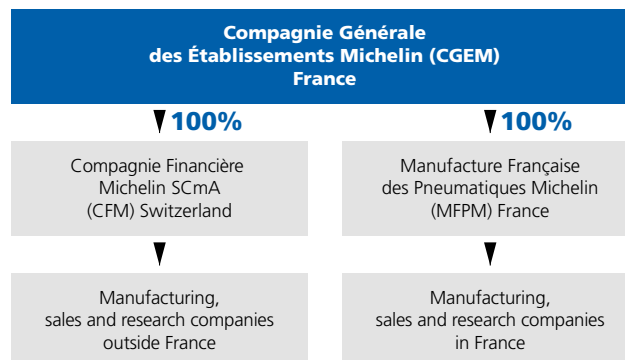 Compagnie Générale
des Établissements Michelin (CGEM)
France
100%
100%
Compagnie Financière
Michelin SCmA
(CFM) Switzerland
Manufacture Française
des Pneumatiques Michelin
(MFPM) France
Manufacturing,
sales and research companies
outside France
Manufacturing,
sales and research companies
in France